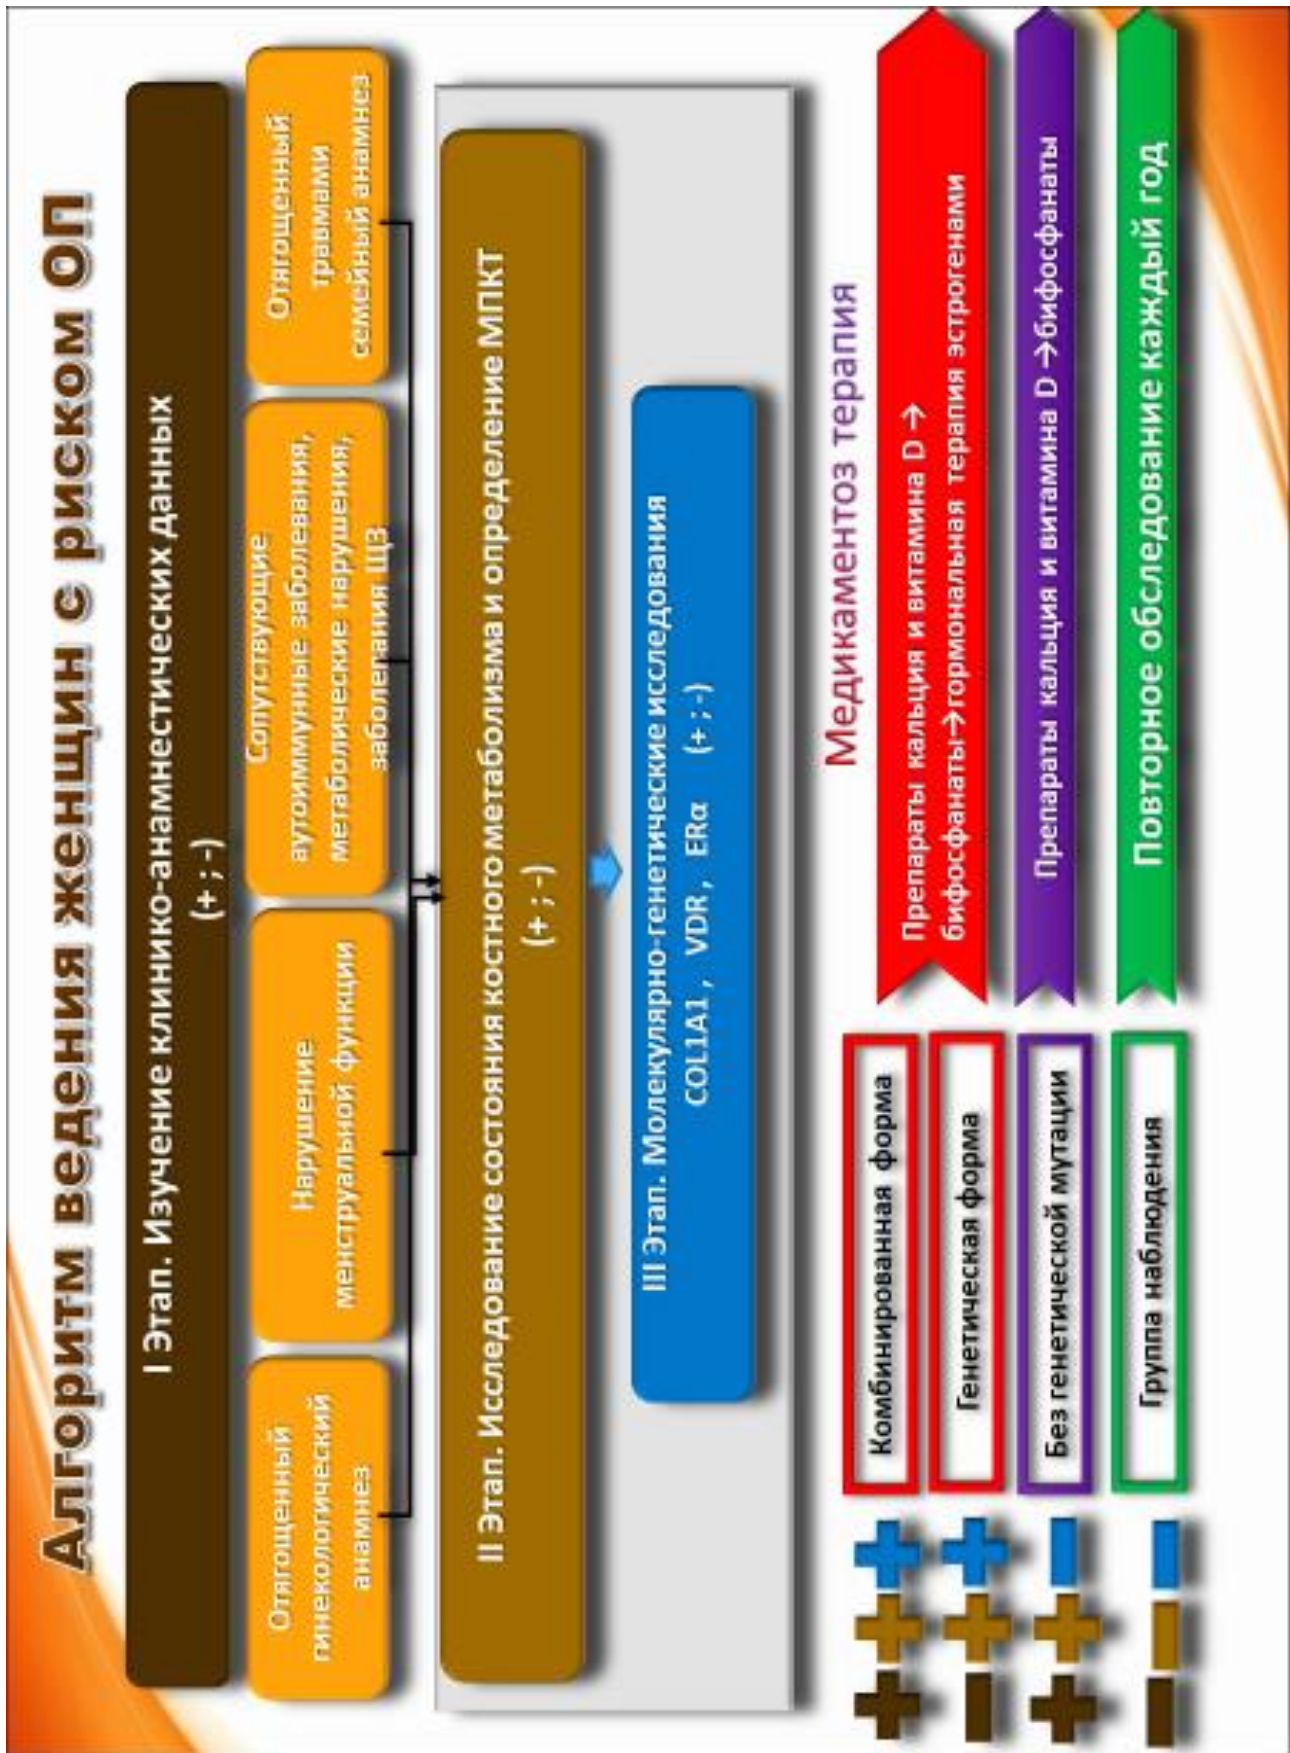 Алгоритм ведения женщин с риском ОП
I Этап. Изучение клинико-анамнестических данных
(+ ; -)
Отягощенный
гинекологический
анамнез
Нарушение
менструальной функции
Сопутствующие
аутоиммунные заболевания,
метаболические нарушения,
заболевания ЩЗ
Отягощенный
травмами
семейный анамнез
II Этап. Исследование состояния костного метаболизма и определение МПКТ
(+ ; -)
III Этап. Молекулярно-генетические исследования
COL1A1, VDR, ERα (+ ; -)
Медикаментоз терапия
Комбинированная форма
Генетическая форма
Препараты кальция и витамина D →
бифосфанаты→гормональная терапия эстрогенами
Без генетической мутации
Препараты кальция и витамина D →бифосфанаты
Группа наблюдения
Повторное обследование каждый год